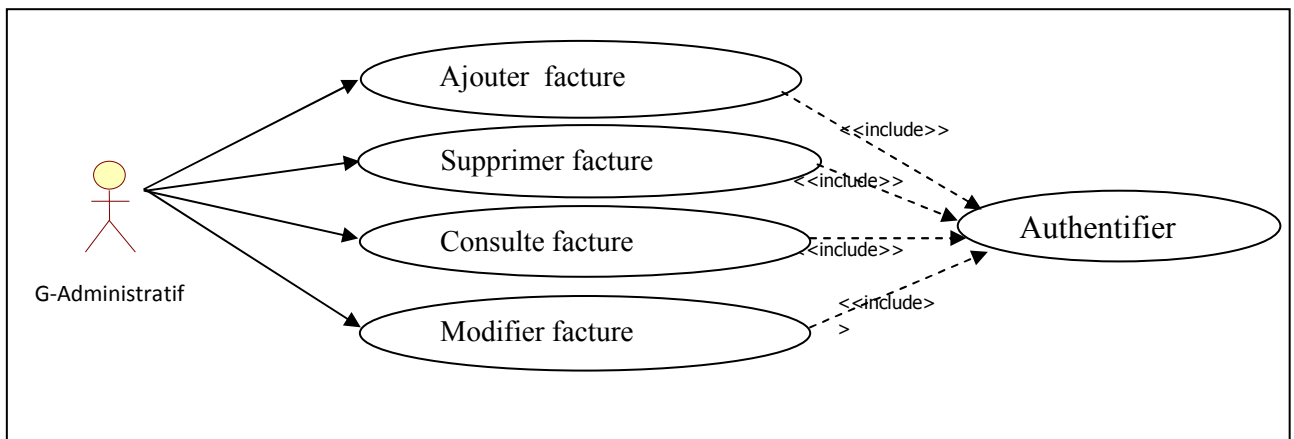 Ajouter facture
<<include>>
Supprimer facture
<<include>>
Authentifier
Consulte facture
<<include>>
G-Administratif
<<include>
>
Modifier facture